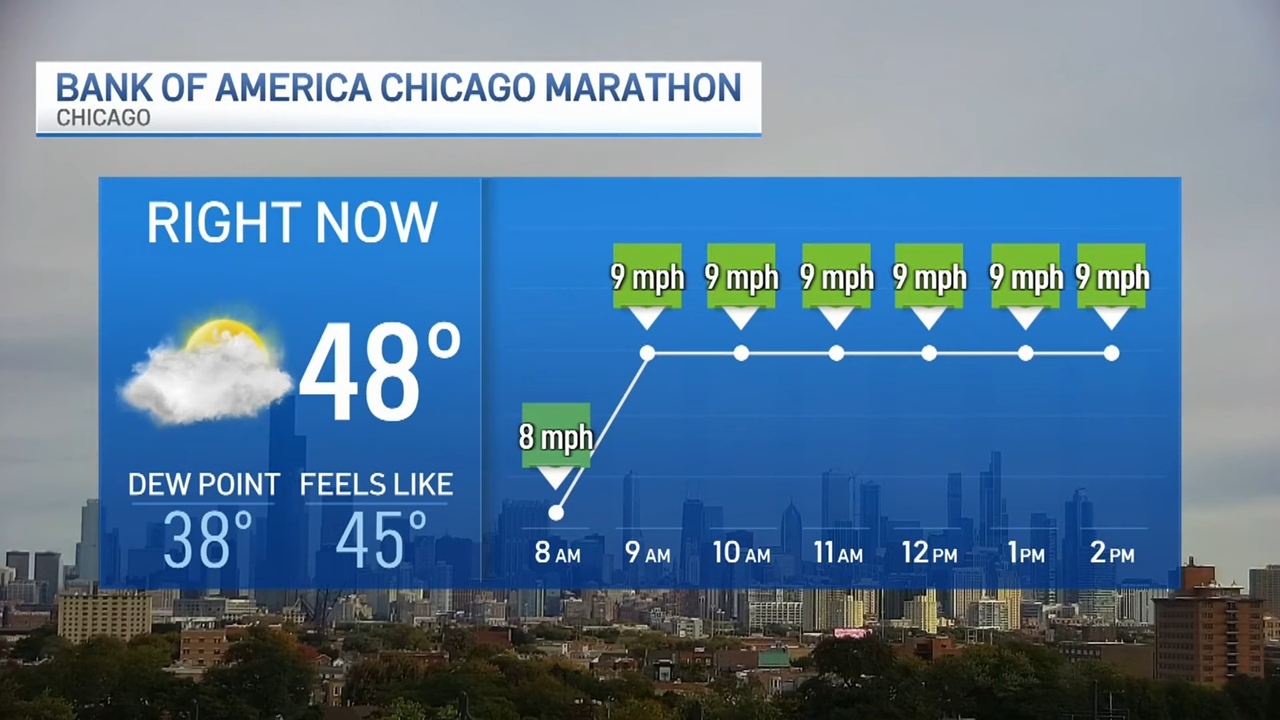 BANK OF AMERICA CHICAGO MARATHON
CHICAGO
RIGHT NOW
48°
DEW POINT FEELS LIKE
38° 45°
9 mph 9 mph 9 mph 9 mph 9 mph 9 mph
8 mph
8 AM 9 AM 10 AM 11 AM 12 PM 1 PM 2 PM